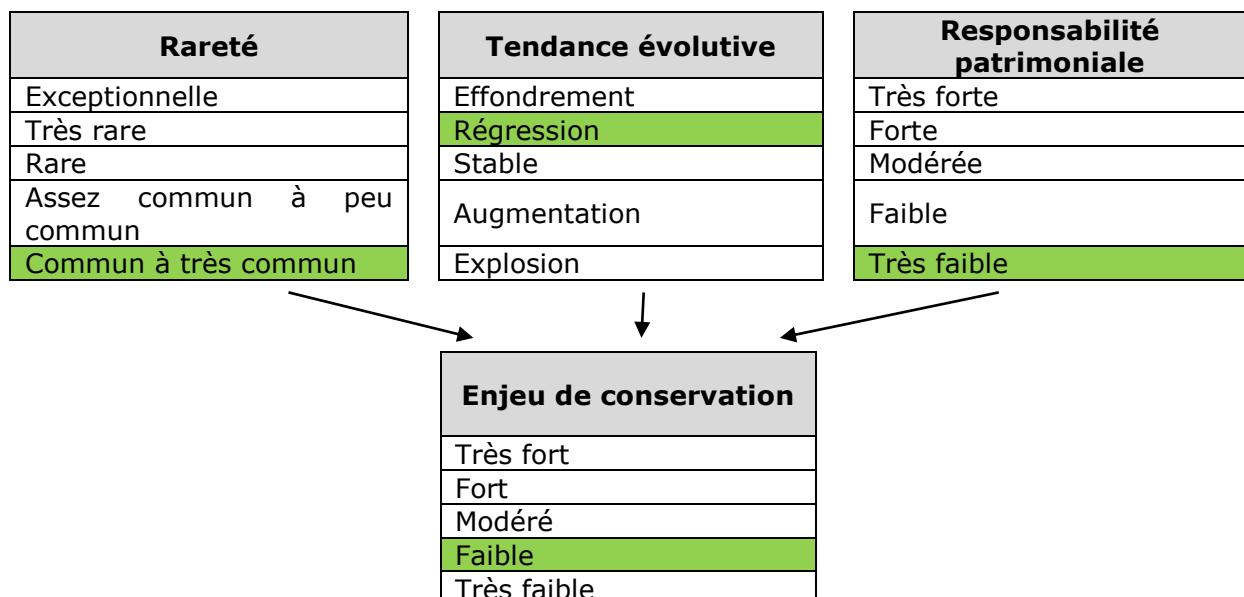 Rareté
Exceptionnelle
Très rare
Rare
Assez commun à peu
commun
Commun à très commun
Tendance évolutive
Effondrement
Régression
Stable
Augmentation
Explosion
Responsabilité
patrimoniale
Très forte
Forte
Modérée
Faible
Très faible
Enjeu de conservation
Très fort
Fort
Modéré
Faible
Très faible